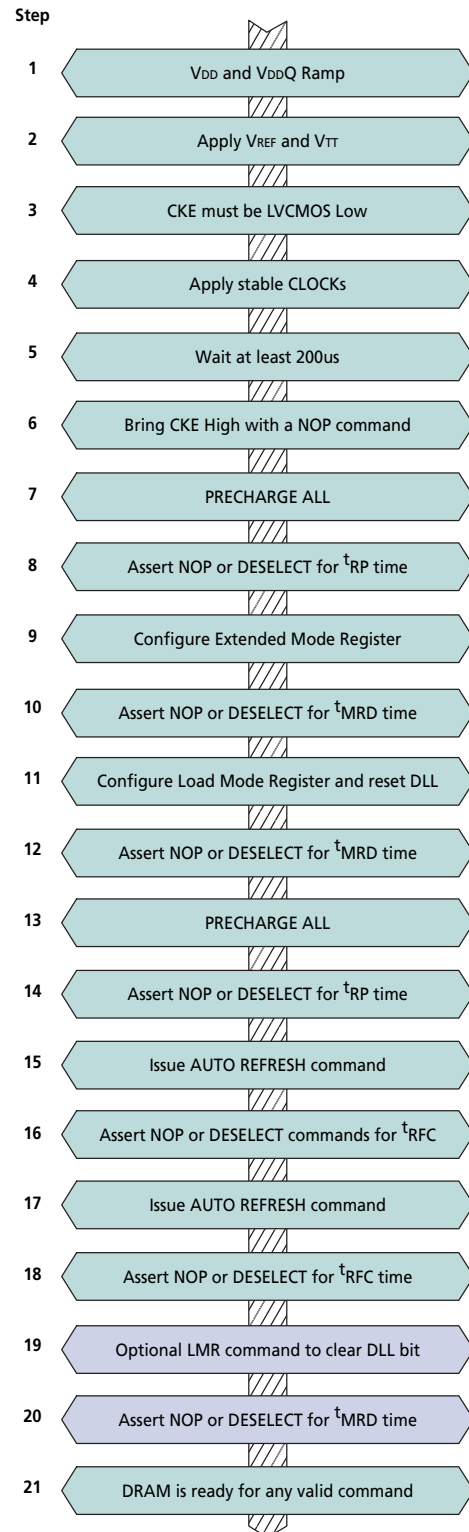 Step
1 VDD and VDDQ Ramp
2 Apply VREF and VTT
3 CKE must be LVCMOS Low
4 Apply stable CLOCKs
5 Wait at least 200us
6 Bring CKE High with a NOP command
7 PRECHARGE ALL
8 Assert NOP or DESELECT for tRP time
9 Configure Extended Mode Register
10 Assert NOP or DESELECT for tMRD time
11 Configure Load Mode Register and reset DLL
12 Assert NOP or DESELECT for tMRD time
13 PRECHARGE ALL
14 Assert NOP or DESELECT for tRP time
15 Issue AUTO REFRESH command
16 Assert NOP or DESELECT commands for tRFC
17 Issue AUTO REFRESH command
18 Assert NOP or DESELECT for tRFC time
19 Optional LMR command to clear DLL bit
20 Assert NOP or DESELECT for tMRD time
21 DRAM is ready for any valid command